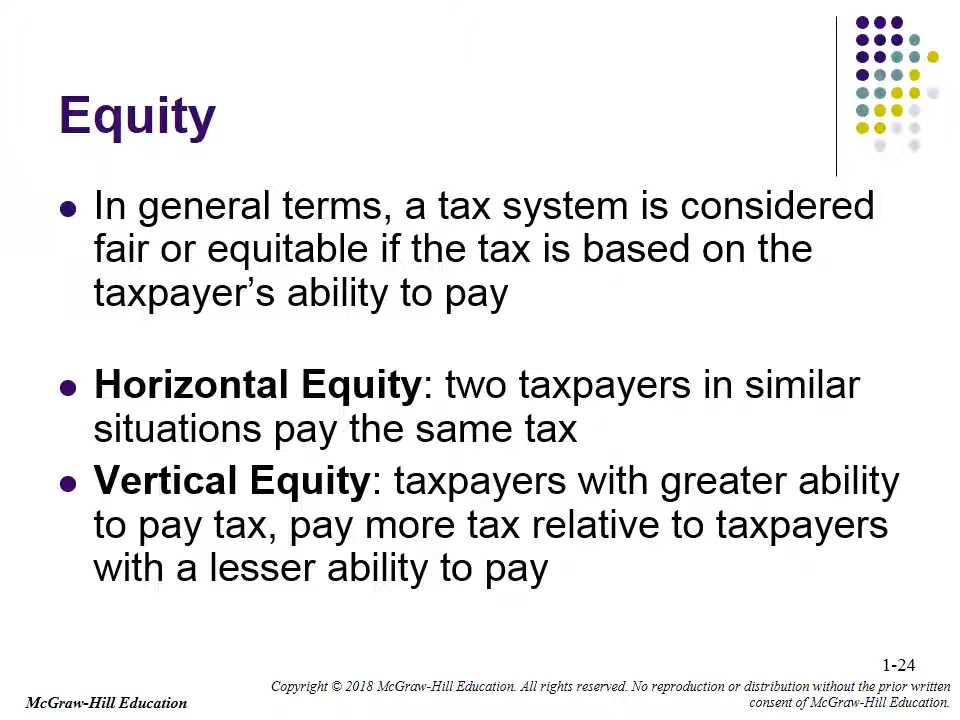 Equity
In general terms, a tax system is considered
fair or equitable if the tax is based on the
taxpayer’s ability to pay
Horizontal Equity: two taxpayers in similar
situations pay the same tax
Vertical Equity: taxpayers with greater ability
to pay tax, pay more tax relative to taxpayers
with a lesser ability to pay
1-24
McGraw-Hill Education
Copyright © 2018 McGraw-Hill Education. All rights reserved. No reproduction or distribution without the prior written
consent of McGraw-Hill Education.